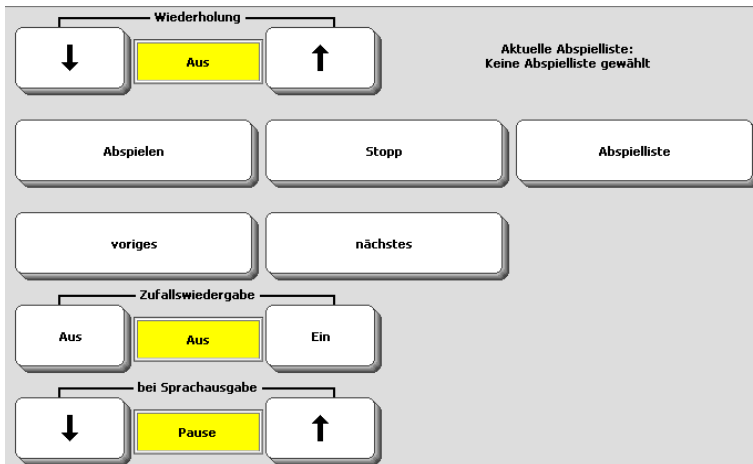 Wiederholung
Aus
Aktuelle Abspielliste:
Keine Abspielliste gewählt
Abspielen
Stopp
Abspielliste
voriges
nächstes
Zufallswiedergabe
Aus
Aus
Ein
bei Sprachausgabe
Pause